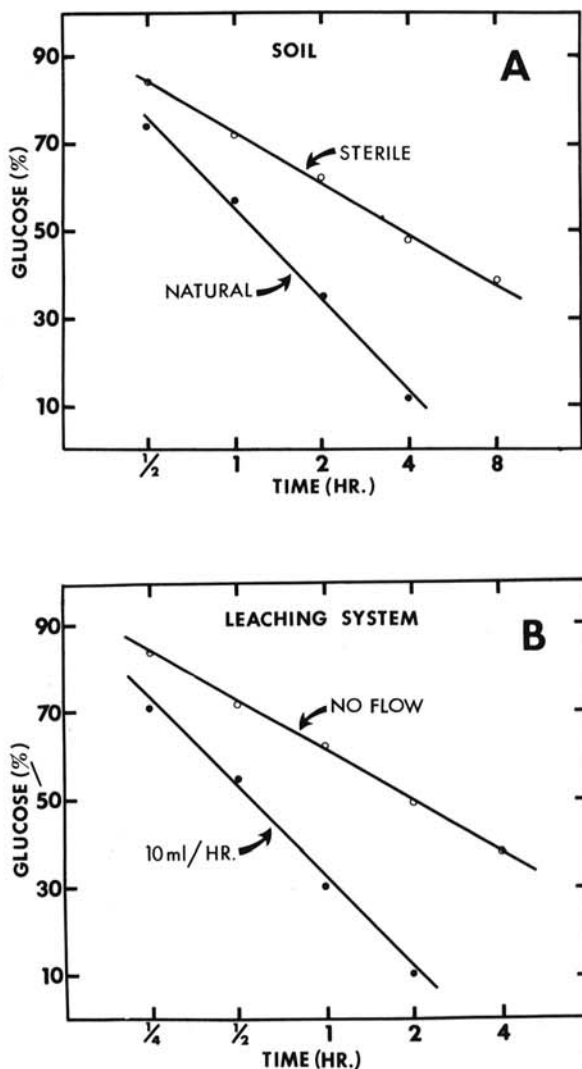 SOIL
A
90
70
50
30
10
GLUCOSE (%)
STERILE
NATURAL
1/2 1 2 4 8
TIME (HR.)
LEACHING SYSTEM
B
90
70
50
30
10
GLUCOSE (%)
NO FLOW
10 ml/HR.
1/4 1/2 1 2 4
TIME (HR.)